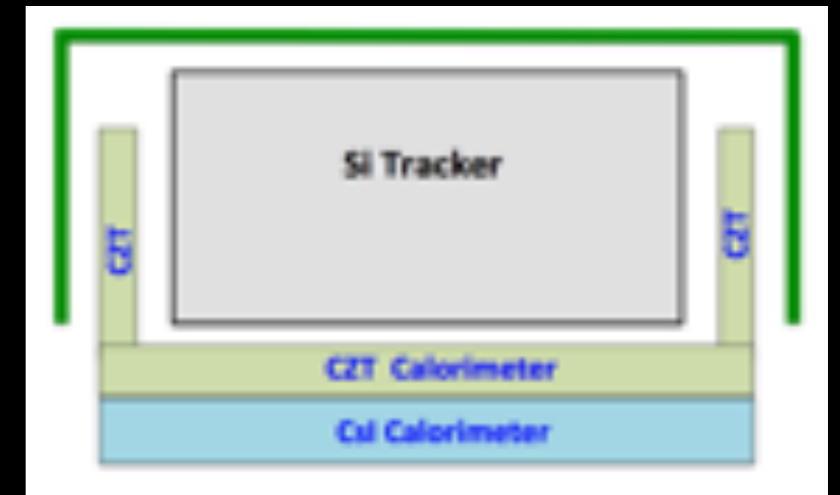 Si Tracker
CZT
CZT
CZT Calorimeter
CsI Calorimeter